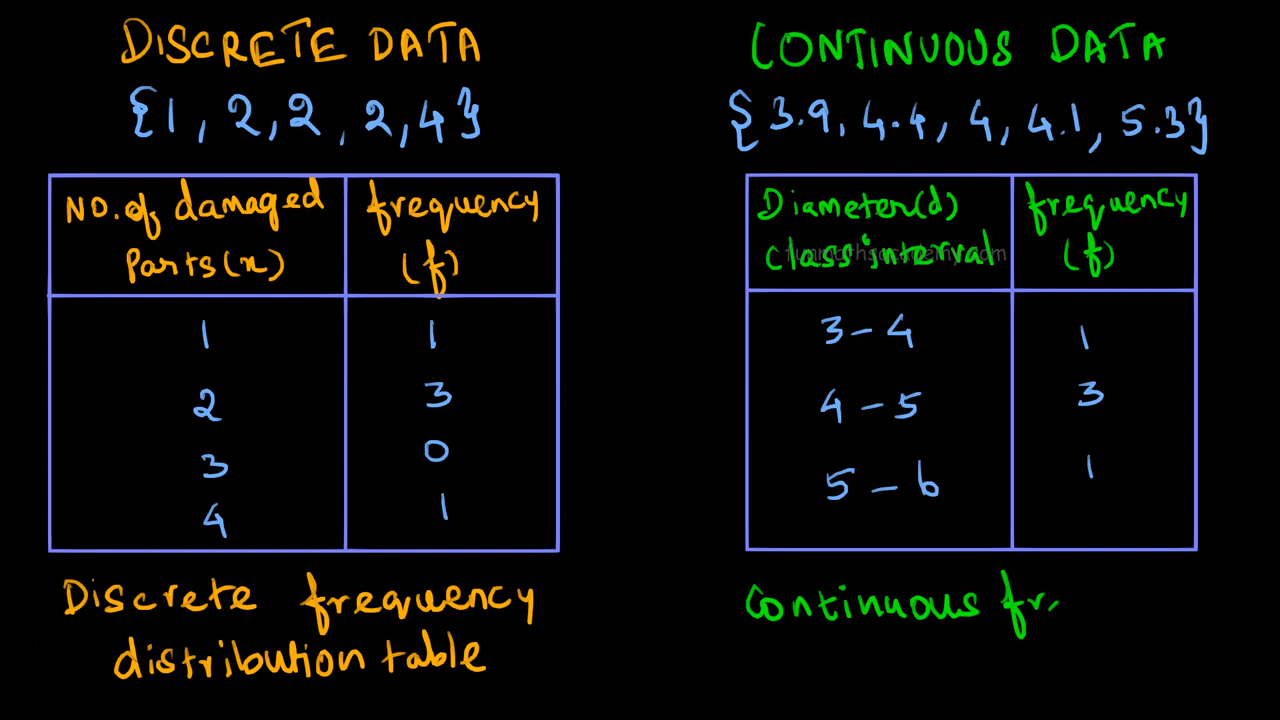 DISCRETE DATA
{1, 2, 2, 2, 4}
NO. of damaged frequency
Parts (x) (f)
1 1
2 3
3 0
4 1
Discrete frequency
distribution table
CONTINUOUS DATA
{3.9, 4.4, 4, 4.1, 5.3}
Diameter(d) frequency
class interval (f)
funmathsacademy.com
3 - 4 1
4 - 5 3
5 - 6 1
Continuous fr